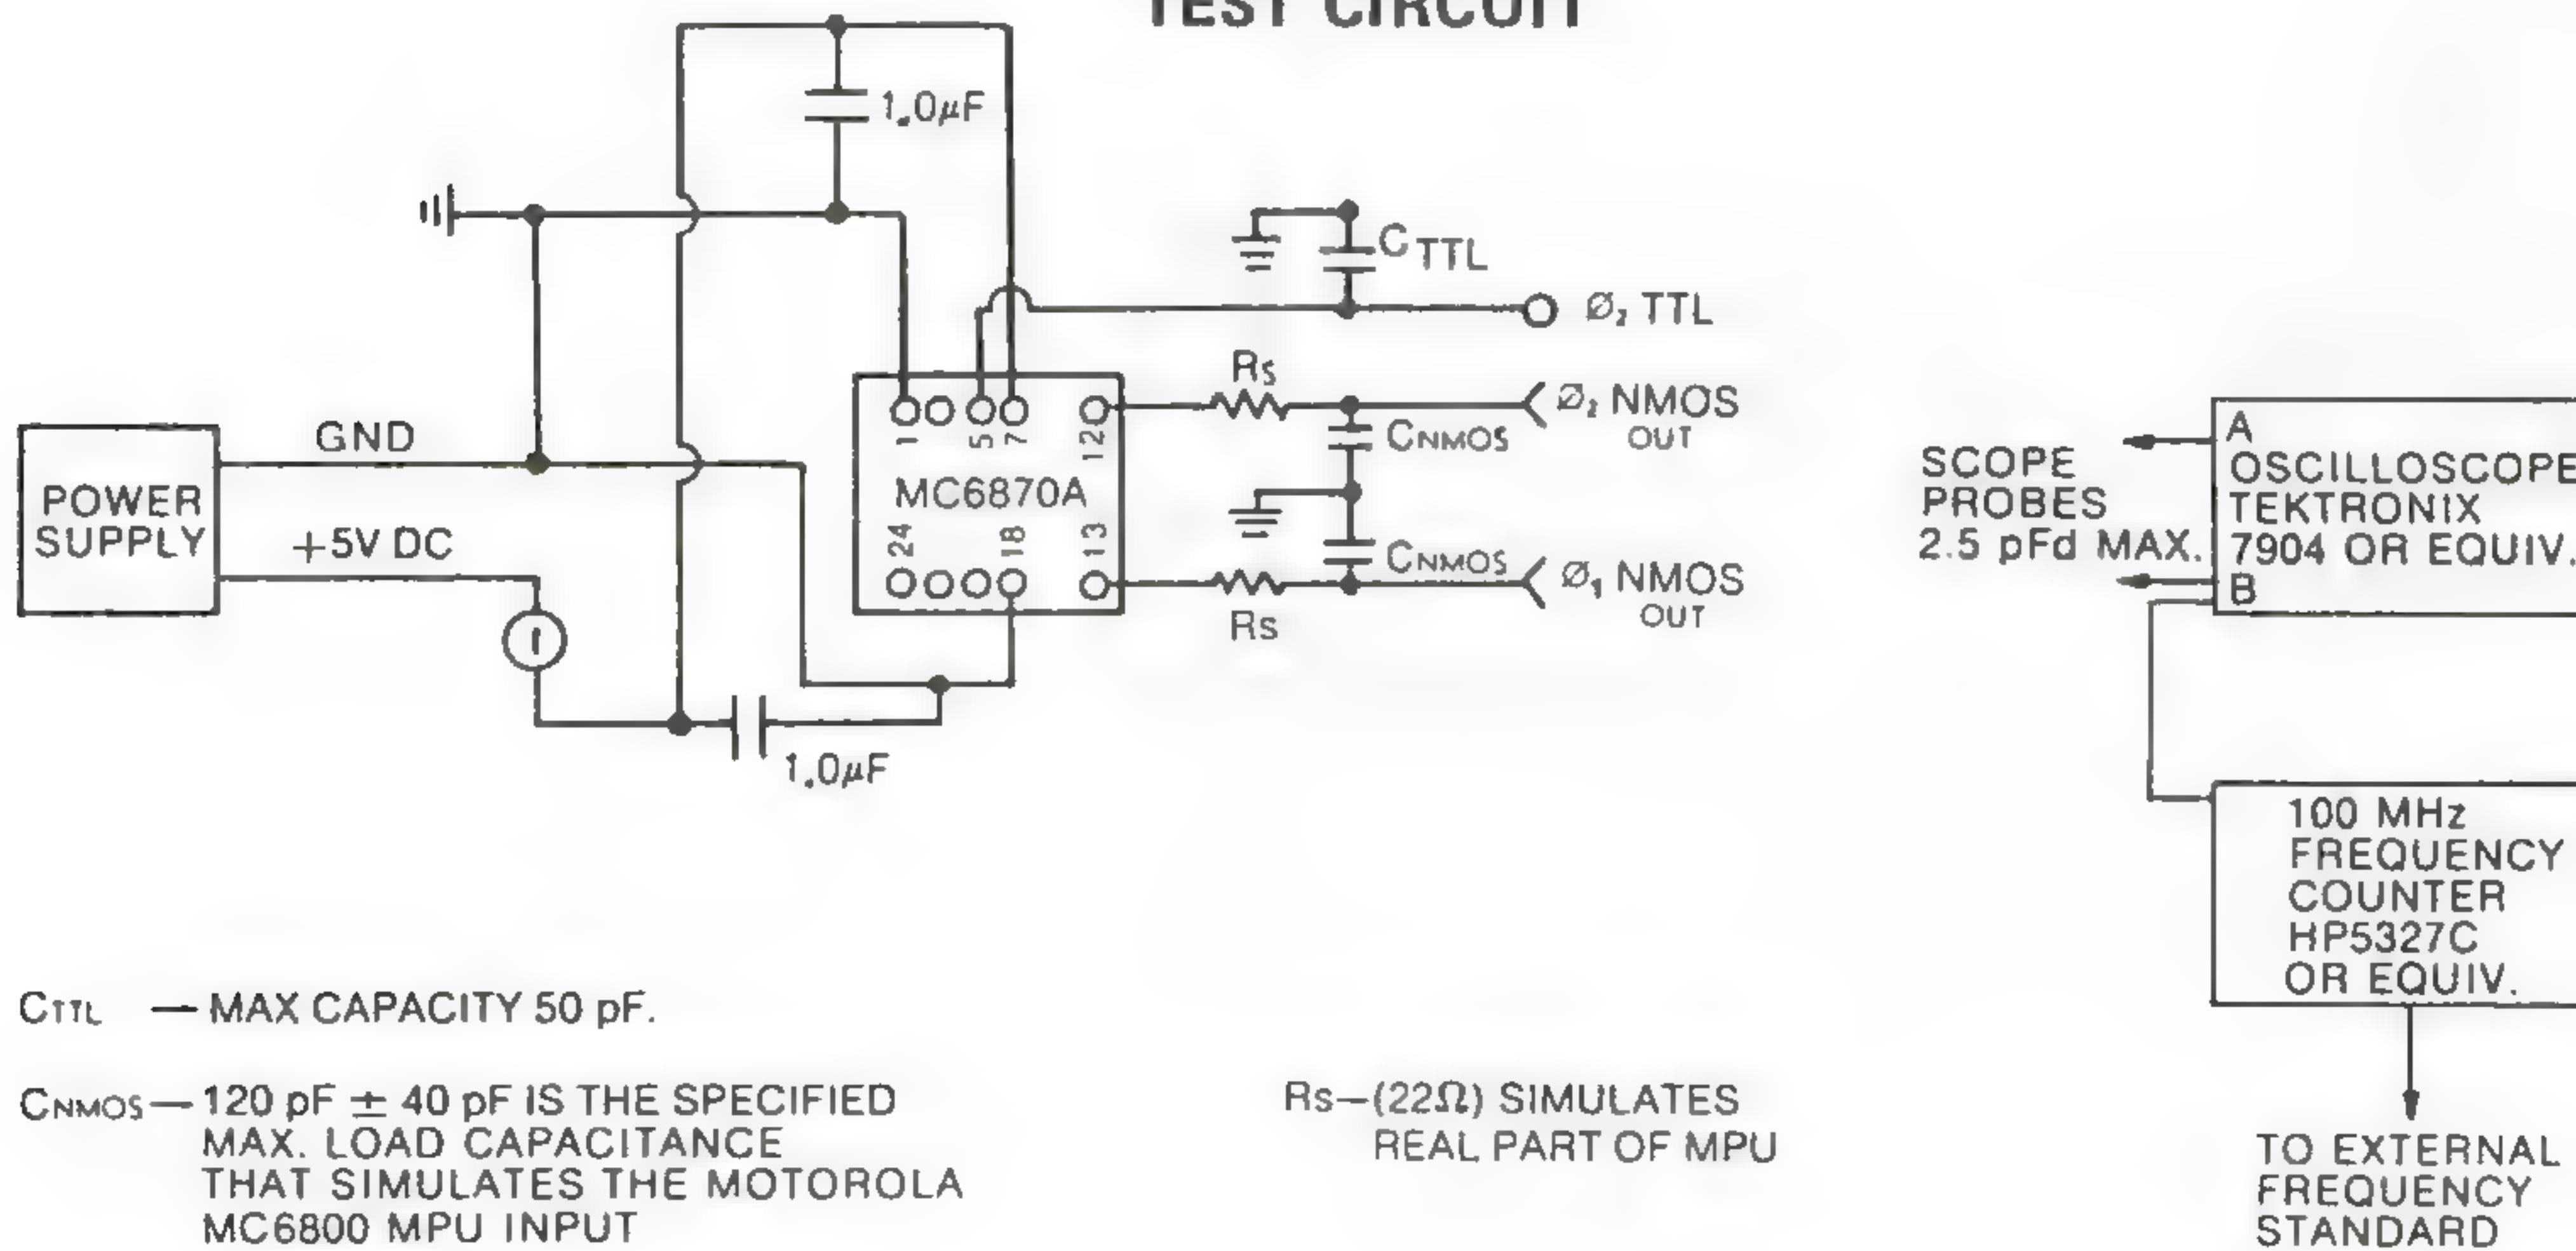 TEST CIRCUIT
1.0µF
C TTL
Ø2 TTL
Rs
Ø2 NMOS
OUT
CNMOS
GND
POWER
SUPPLY
+5V DC
1
5
7
12
MC6870A
24
18
13
I
CNMOS
Ø1 NMOS
OUT
Rs
1.0µF
SCOPE
PROBES
2.5 pFd MAX.
A
OSCILLOSCOPE
TEKTRONIX
7904 OR EQUIV.
B
100 MHz
FREQUENCY
COUNTER
HP5327C
OR EQUIV.
TO EXTERNAL
FREQUENCY
STANDARD
CTTL — MAX CAPACITY 50 pF.
CNMOS — 120 pF ± 40 pF IS THE SPECIFIED
MAX. LOAD CAPACITANCE
THAT SIMULATES THE MOTOROLA
MC6800 MPU INPUT
Rs—(22Ω) SIMULATES
REAL PART OF MPU